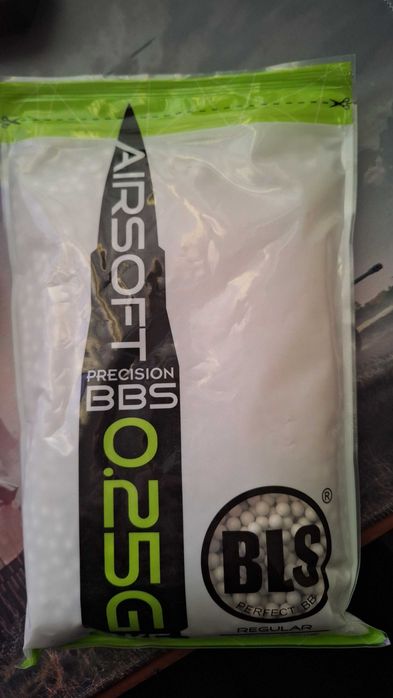 AIRSOFT
PRECISION
BBS
0.25G
®
BLS
PERFECT BB
REGULAR